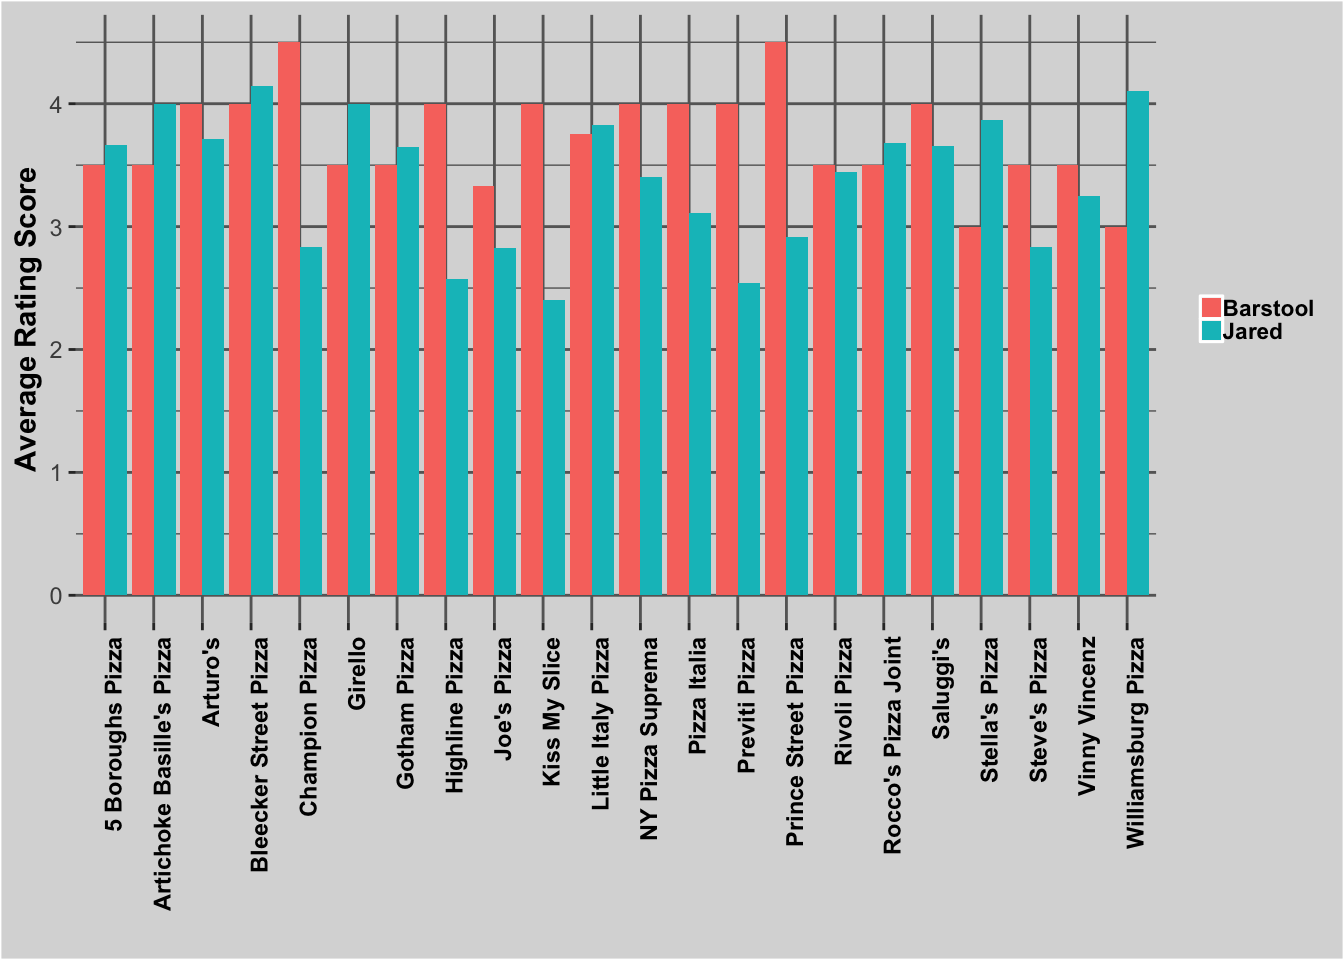 Average Rating Score
4
3
2
1
0
5 Boroughs Pizza
Artichoke Basille's Pizza
Arturo's
Bleecker Street Pizza
Champion Pizza
Girello
Gotham Pizza
Highline Pizza
Joe's Pizza
Kiss My Slice
Little Italy Pizza
NY Pizza Suprema
Pizza Italia
Previti Pizza
Prince Street Pizza
Rivoli Pizza
Rocco's Pizza Joint
Saluggi's
Stella's Pizza
Steve's Pizza
Vinny Vincenz
Williamsburg Pizza
Barstool
Jared